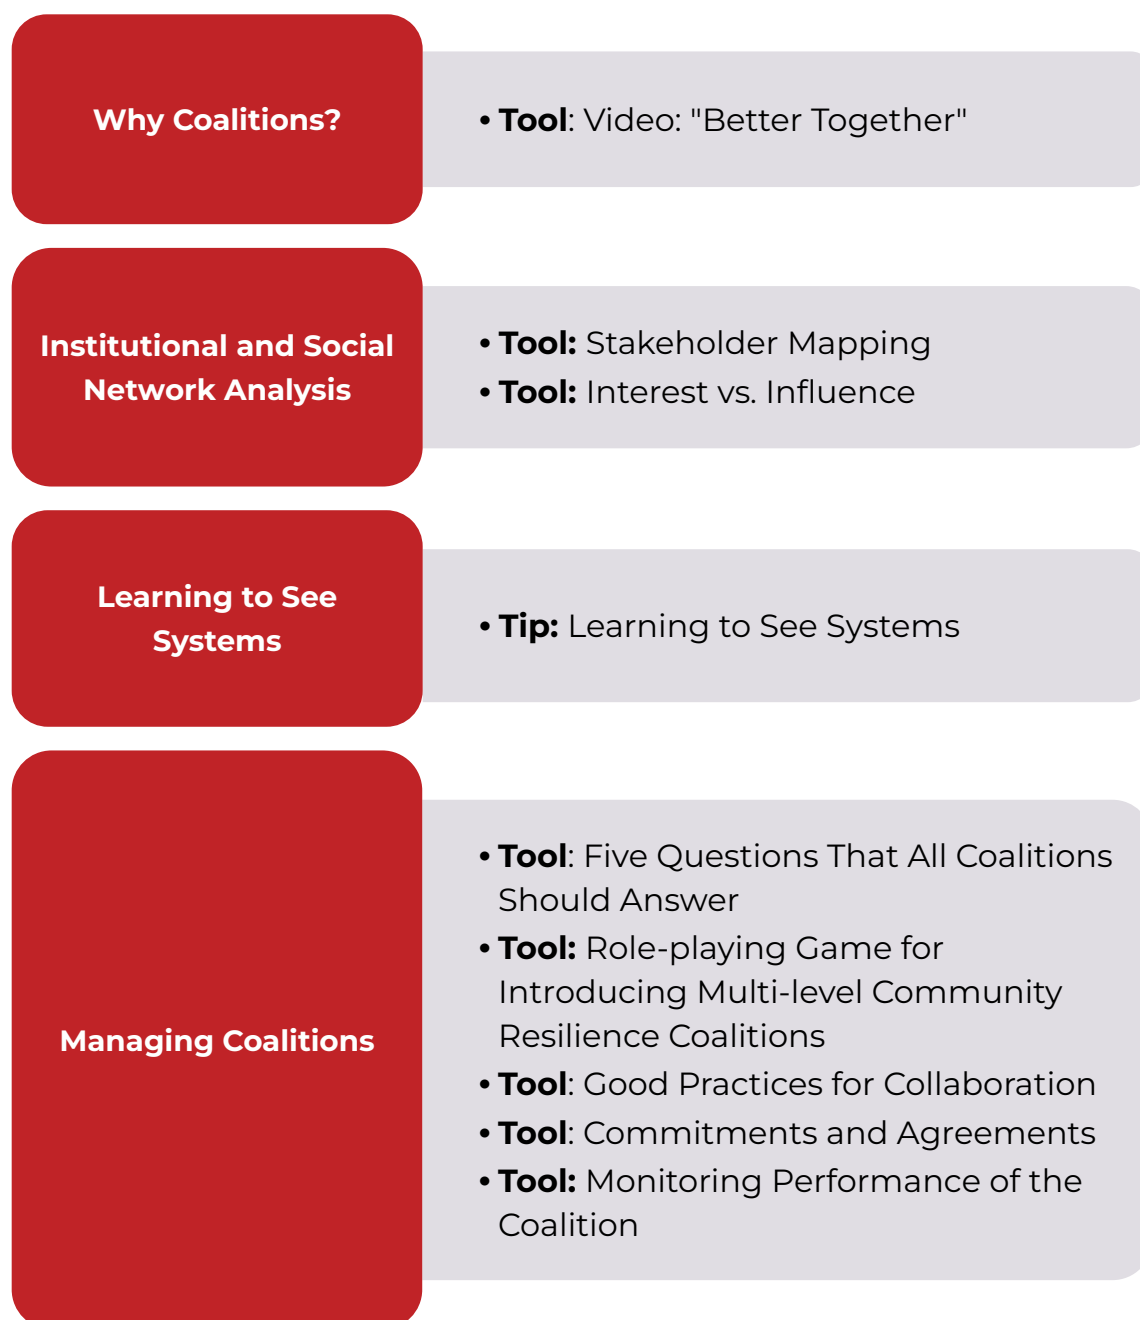 Why Coalitions?
• Tool: Video: "Better Together"
Institutional and Social
Network Analysis
• Tool: Stakeholder Mapping
• Tool: Interest vs. Influence
Learning to See
Systems
• Tip: Learning to See Systems
Managing Coalitions
• Tool: Five Questions That All Coalitions
Should Answer
• Tool: Role-playing Game for
Introducing Multi-level Community
Resilience Coalitions
• Tool: Good Practices for Collaboration
• Tool: Commitments and Agreements
• Tool: Monitoring Performance of the
Coalition